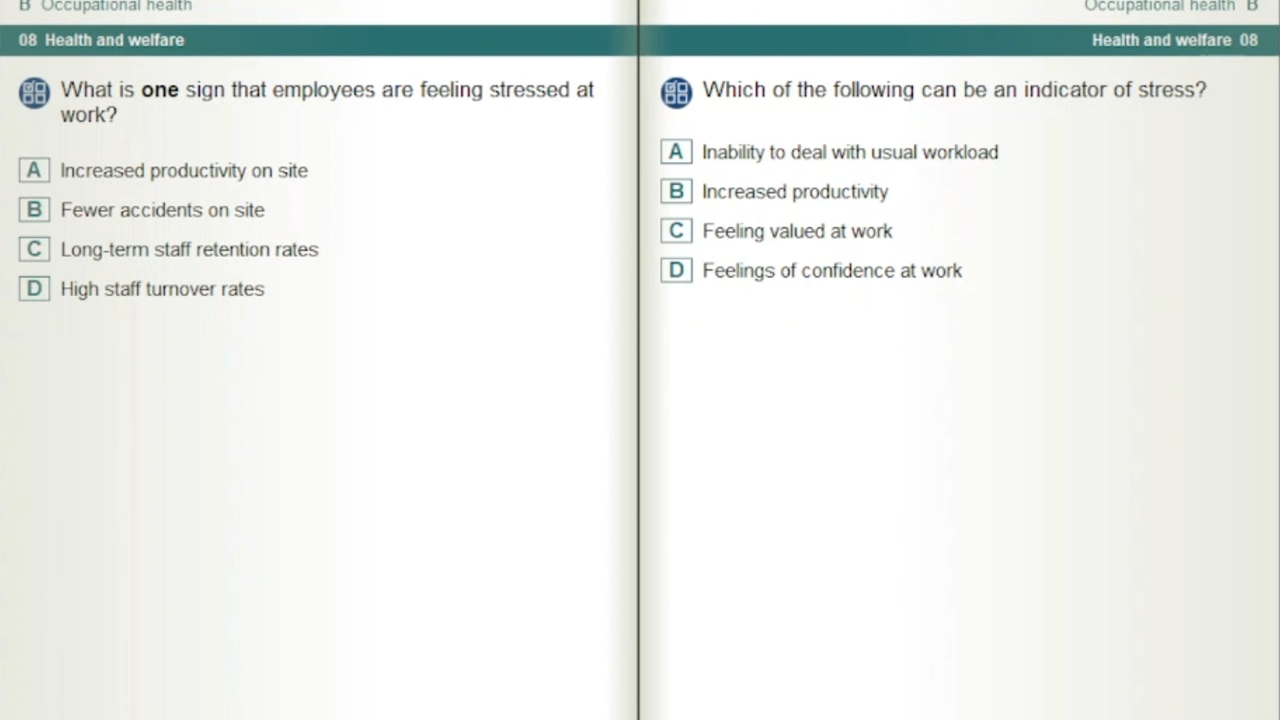 B Occupational health
08 Health and welfare
What is one sign that employees are feeling stressed at
work?
A Increased productivity on site
B Fewer accidents on site
C Long-term staff retention rates
D High staff turnover rates
Occupational health B
Health and welfare 08
Which of the following can be an indicator of stress?
A Inability to deal with usual workload
B Increased productivity
C Feeling valued at work
D Feelings of confidence at work